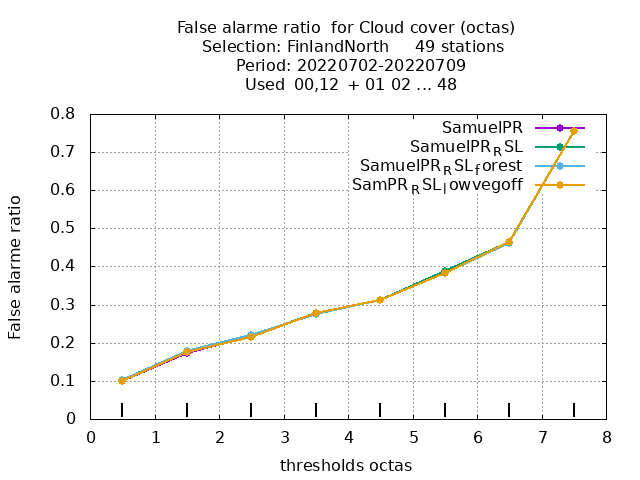 False alarme ratio  for Cloud cover (octas)
Selection: FinlandNorth     49 stations
Period: 20220702-20220709
Used  00,12  + 01 02 ... 48
SamuelPR
SamuelPR_RSL
SamuelPR_RSL_forest
SamPR_RSL_lowvegoff
False alarme ratio
0.8
0.7
0.6
0.5
0.4
0.3
0.2
0.1
0
0 1 2 3 4 5 6 7 8
thresholds octas